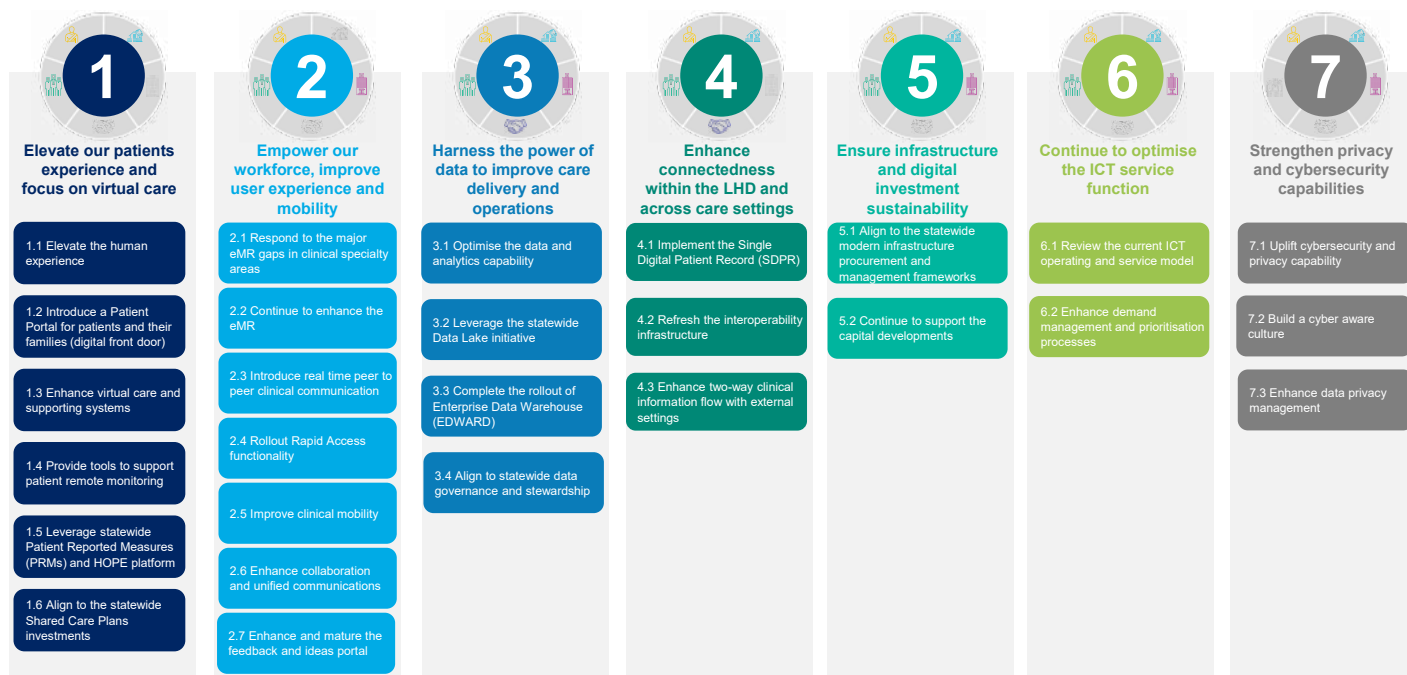 1
Elevate our patients
experience and
focus on virtual care
1.1 Elevate the human
experience
1.2 Introduce a Patient
Portal for patients and their
families (digital front door)
1.3 Enhance virtual care and
supporting systems
1.4 Provide tools to support
patient remote monitoring
1.5 Leverage statewide
Patient Reported Measures
(PRMs) and HOPE platform
1.6 Align to the statewide
Shared Care Plans
investments
2
Empower our
workforce, improve
user experience and
mobility
2.1 Respond to the major
eMR gaps in clinical specialty
areas
2.2 Continue to enhance the
eMR
2.3 Introduce real time peer to
peer clinical communication
2.4 Rollout Rapid Access
functionality
2.5 Improve clinical mobility
2.6 Enhance collaboration
and unified communications
2.7 Enhance and mature the
feedback and ideas portal
3
Harness the power of
data to improve care
delivery and
operations
3.1 Optimise the data and
analytics capability
3.2 Leverage the statewide
Data Lake initiative
3.3 Complete the rollout of
Enterprise Data Warehouse
(EDWARD)
3.4 Align to statewide data
governance and stewardship
4
Enhance
connectedness
within the LHD and
across care settings
4.1 Implement the Single
Digital Patient Record (SDPR)
4.2 Refresh the interoperability
infrastructure
4.3 Enhance two-way clinical
information flow with external
settings
5
Ensure infrastructure
and digital
investment
sustainability
5.1 Align to the statewide
modern infrastructure
procurement and
management frameworks
5.2 Continue to support the
capital developments
6
Continue to optimise
the ICT service
function
6.1 Review the current ICT
operating and service model
6.2 Enhance demand
management and prioritisation
processes
7
Strengthen privacy
and cybersecurity
capabilities
7.1 Uplift cybersecurity and
privacy capability
7.2 Build a cyber aware
culture
7.3 Enhance data privacy
management